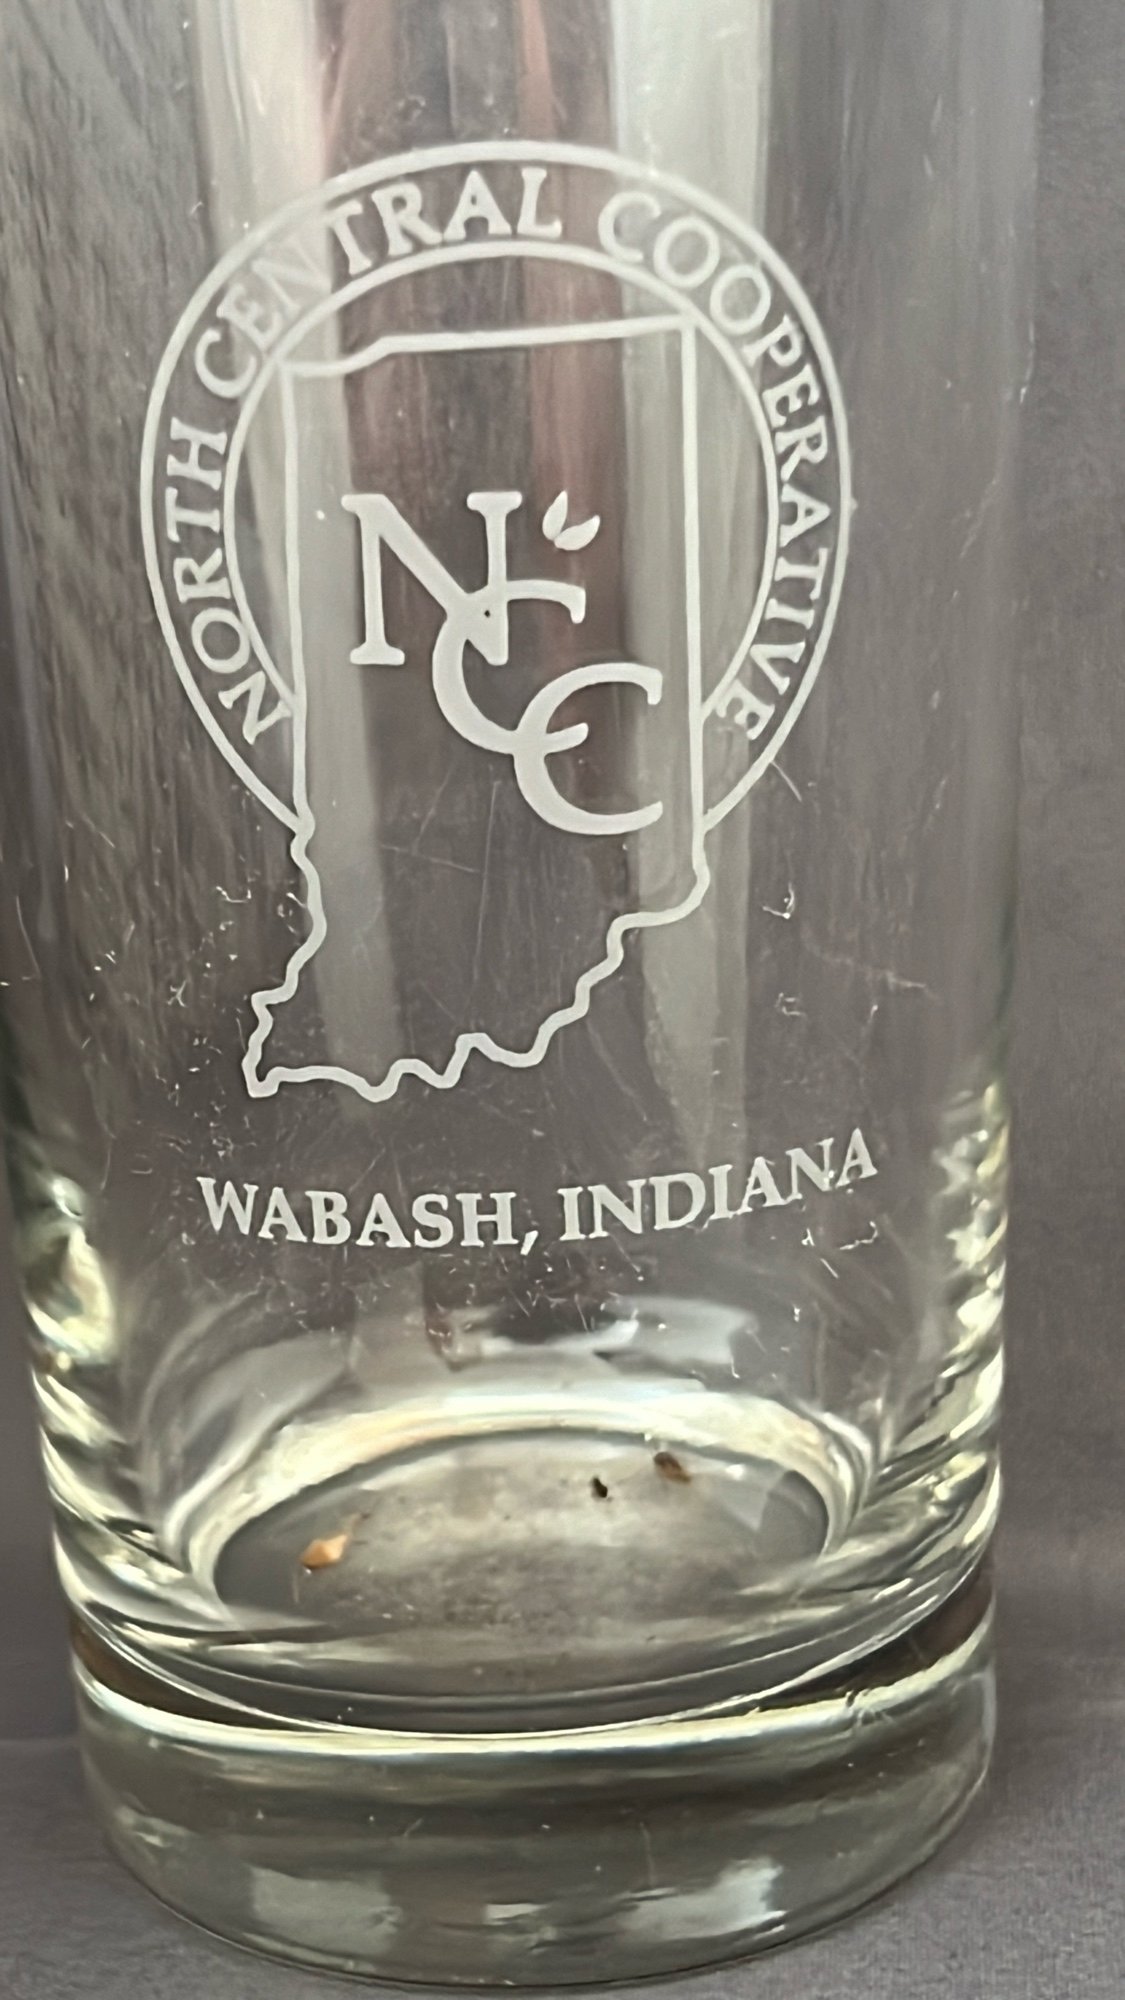 NORTH CENTRAL COOPERATIVE
NCC
WABASH, INDIANA